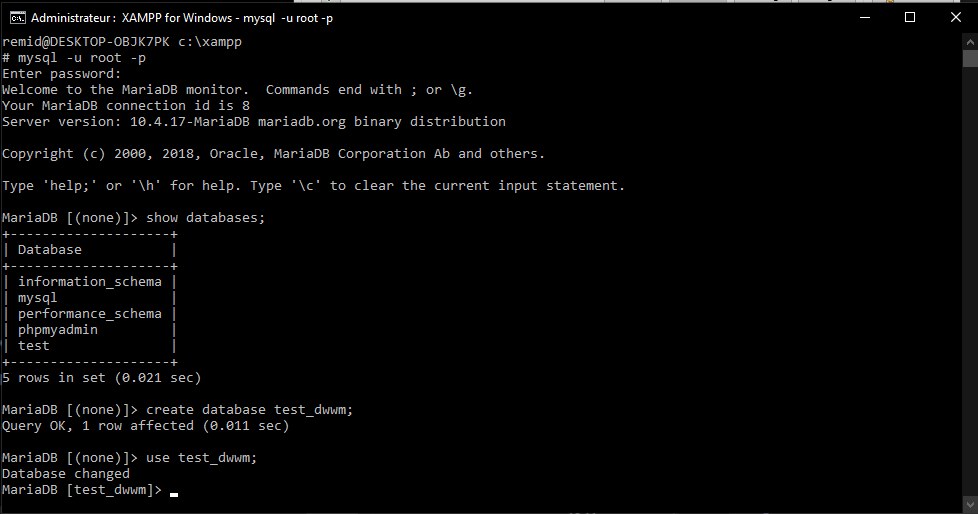 Administrateur : XAMPP for Windows - mysql -u root -p
remid@DESKTOP-OBJK7PK c:\xampp
# mysql -u root -p
Enter password:
Welcome to the MariaDB monitor.  Commands end with ; or \g.
Your MariaDB connection id is 8
Server version: 10.4.17-MariaDB mariadb.org binary distribution
Copyright (c) 2000, 2018, Oracle, MariaDB Corporation Ab and others.
Type 'help;' or '\h' for help. Type '\c' to clear the current input statement.
MariaDB [(none)]> show databases;
+--------------------+
| Database           |
+--------------------+
| information_schema |
| mysql              |
| performance_schema |
| phpmyadmin         |
| test               |
+--------------------+
5 rows in set (0.021 sec)
MariaDB [(none)]> create database test_dwwm;
Query OK, 1 row affected (0.011 sec)
MariaDB [(none)]> use test_dwwm;
Database changed
MariaDB [test_dwwm]>